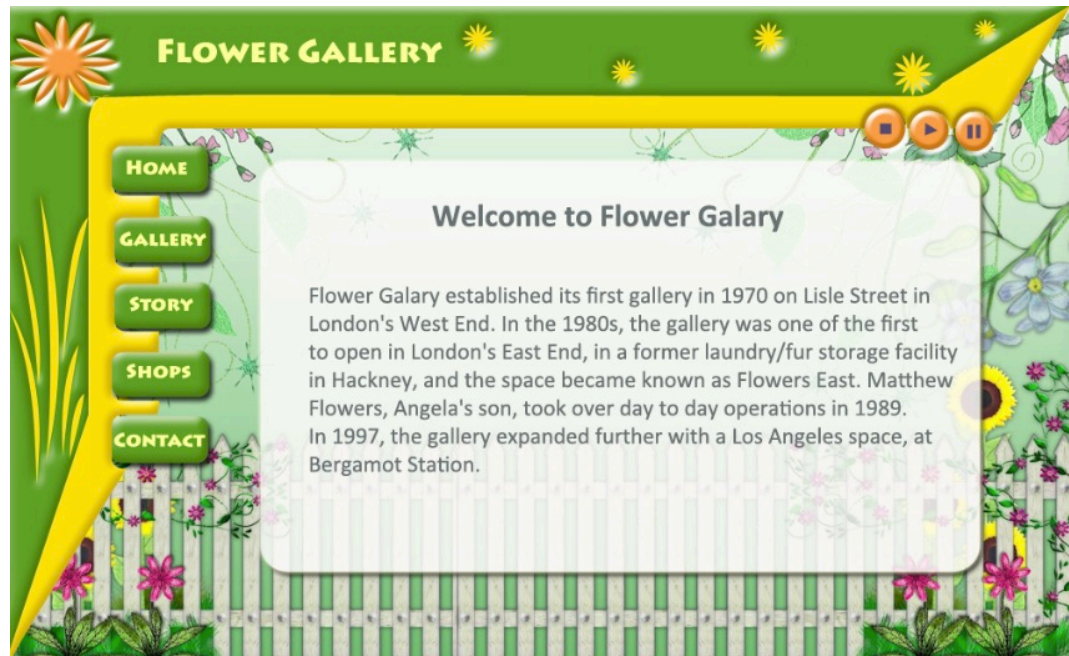 FLOWER GALLERY
HOME
GALLERY
STORY
SHOPS
CONTACT
Welcome to Flower Galary
Flower Galary established its first gallery in 1970 on Lisle Street in
London's West End. In the 1980s, the gallery was one of the first
to open in London's East End, in a former laundry/fur storage facility
in Hackney, and the space became known as Flowers East. Matthew
Flowers, Angela's son, took over day to day operations in 1989.
In 1997, the gallery expanded further with a Los Angeles space, at
Bergamot Station.